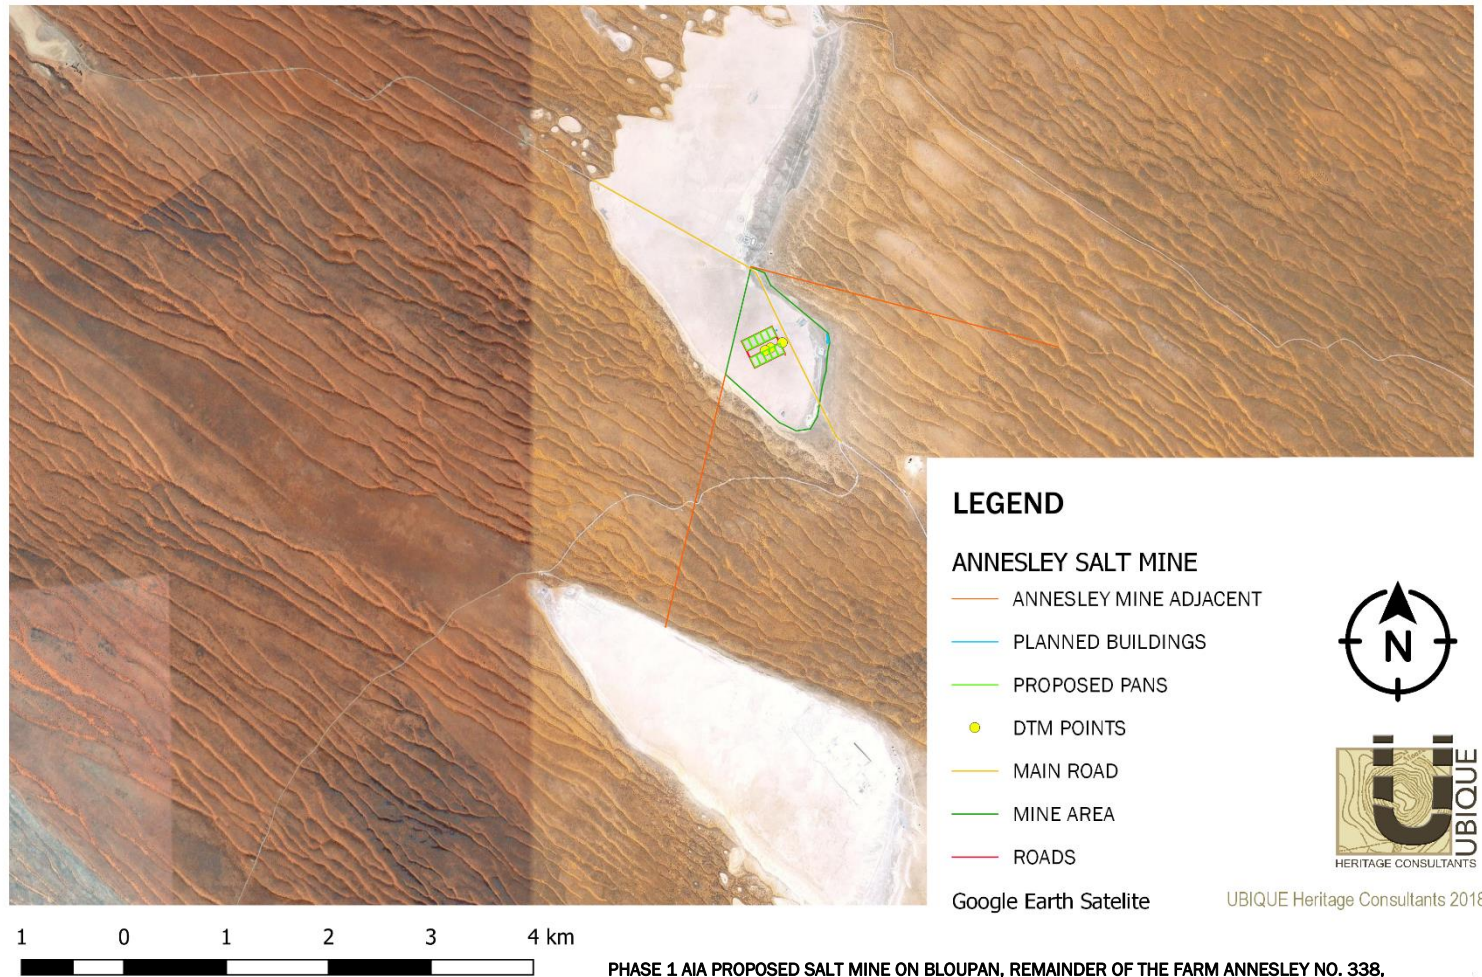 LEGEND
ANNESLEY SALT MINE
ANNESLEY MINE ADJACENT
PLANNED BUILDINGS
PROPOSED PANS
DTM POINTS
MAIN ROAD
MINE AREA
ROADS
Google Earth Satelite
N
UBIQUE
HERITAGE CONSULTANTS
UBIQUE Heritage Consultants 2018
1 0 1 2 3 4 km
PHASE 1 AIA PROPOSED SALT MINE ON BLOUPAN, REMAINDER OF THE FARM ANNESLEY NO. 338,